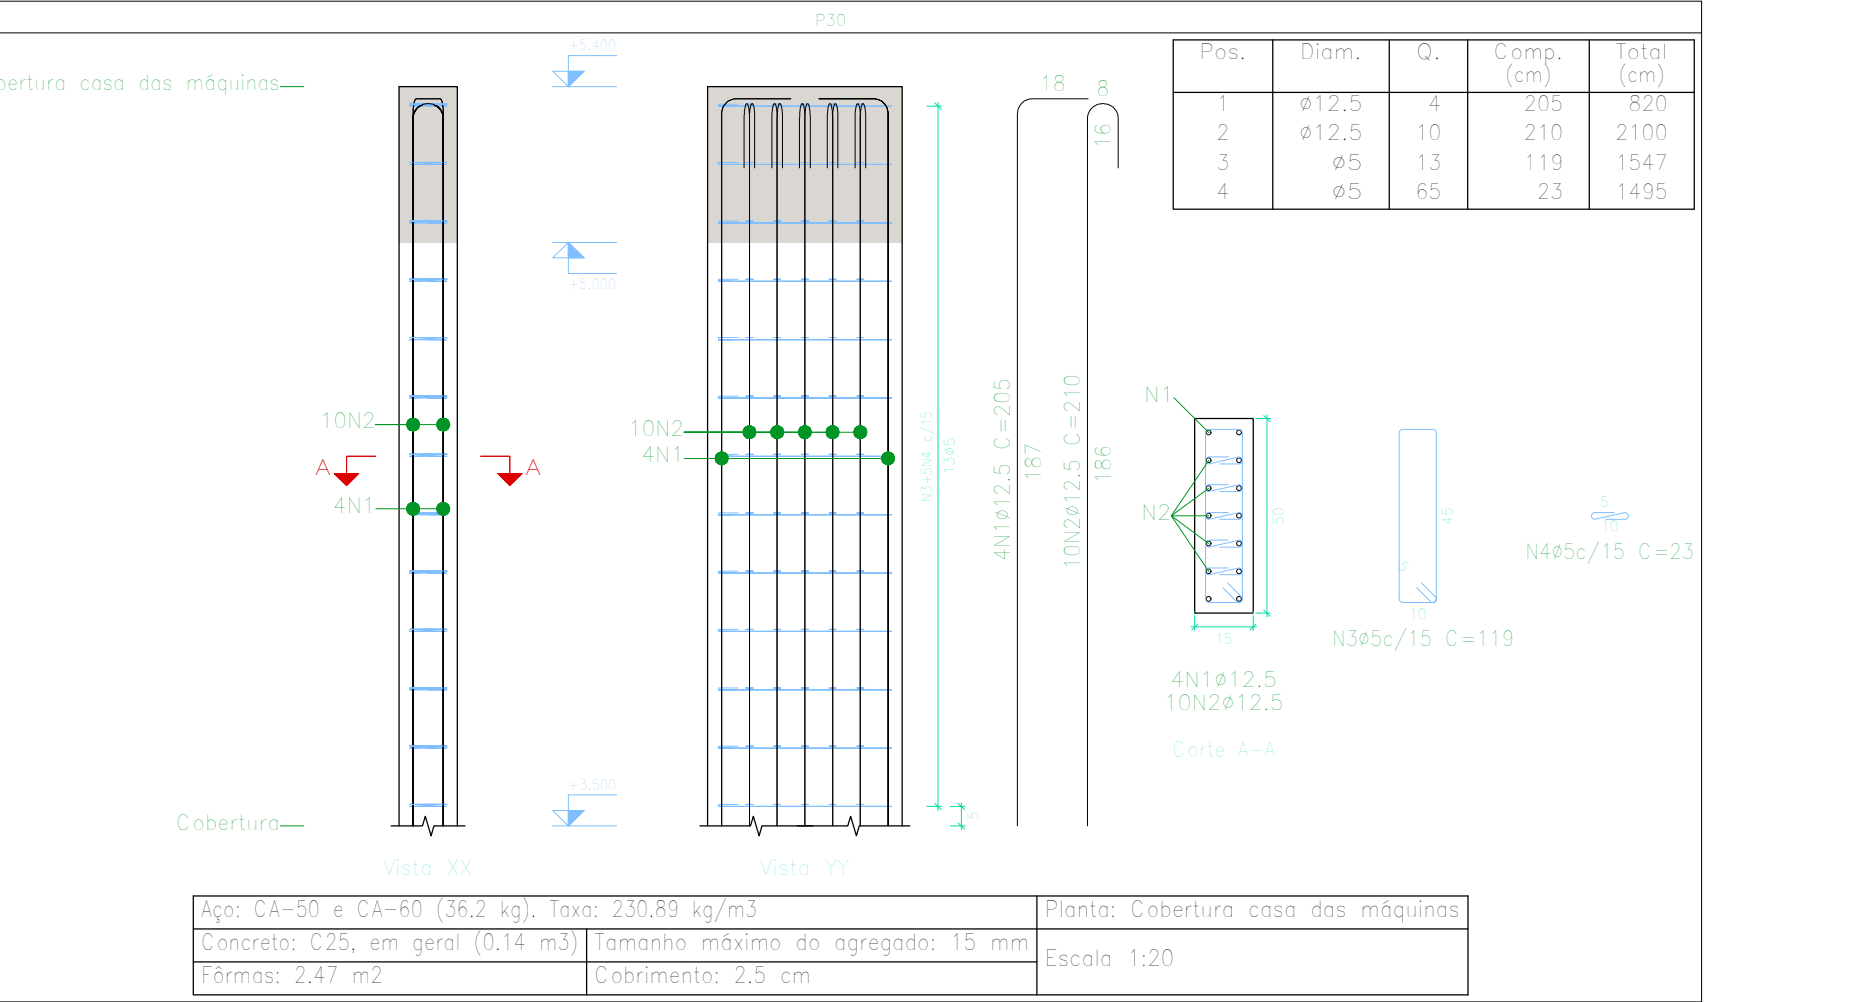 P30
+5.400
bertura casa das máquinas
Pos. Diam. Q. Comp. (cm) Total (cm)
1 ø12.5 4 205 820
2 ø12.5 10 210 2100
3 ø5 13 119 1547
4 ø5 65 23 1495
18
8
16
+5.000
10N2
4N1
A A
10N2
4N1
N3+5N4 c/15
13ø5
4N1ø12.5 C=205
187
10N2ø12.5 C=210
186
N1
N2
50
15
4N1ø12.5
10N2ø12.5
Corte A-A
45
5
10
N3ø5c/15 C=119
5
10
N4ø5c/15 C=23
+3.500
5
Cobertura
Vista XX
Vista YY
Aço: CA-50 e CA-60 (36.2 kg). Taxa: 230.89 kg/m3
Planta: Cobertura casa das máquinas
Concreto: C25, em geral (0.14 m3)
Tamanho máximo do agregado: 15 mm
Escala 1:20
Fôrmas: 2.47 m2
Cobrimento: 2.5 cm